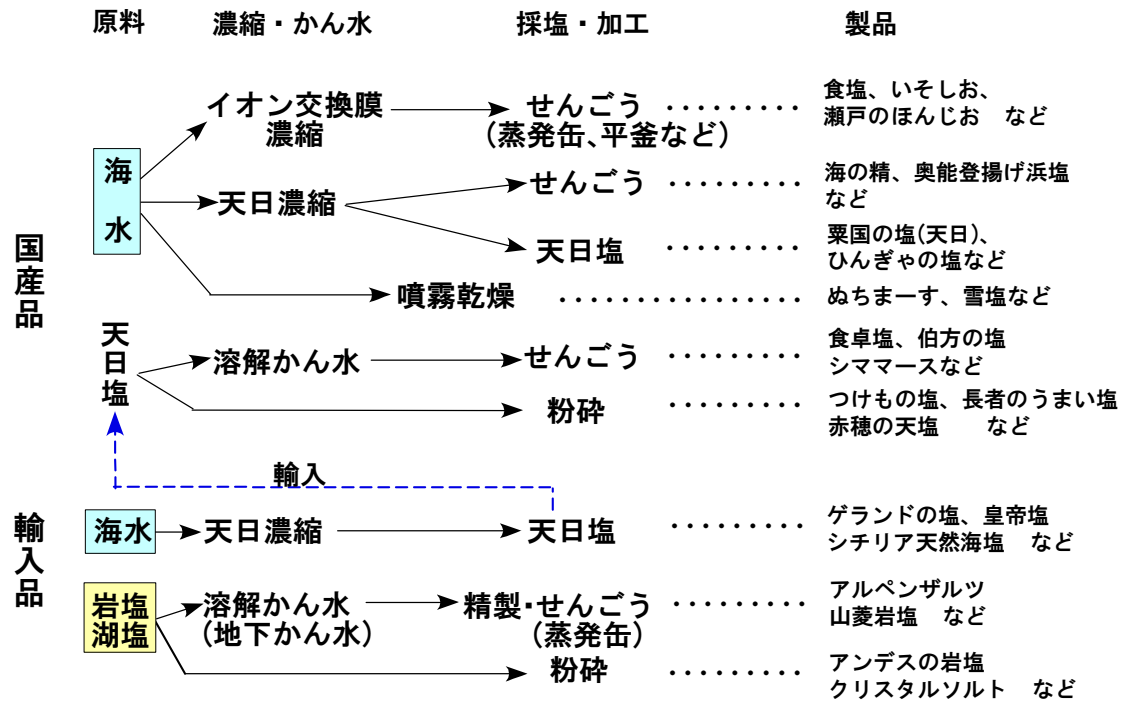 原料 濃縮・かん水 採塩・加工 製品
国産品
海水
イオン交換膜
濃縮
せんごう
(蒸発缶、平釜など)
・・・・・・・・・
食塩、いそしお、
瀬戸のほんじお など
天日濃縮
せんごう
・・・・・・・・・
海の精、奥能登揚げ浜塩
など
天日塩
・・・・・・・・・
粟国の塩(天日)、
ひんぎゃの塩など
噴霧乾燥
・・・・・・・・・・・・・・・・
ぬちまーす、雪塩など
天日塩
溶解かん水
せんごう
・・・・・・・・・
食卓塩、伯方の塩
シママースなど
粉砕
・・・・・・・・・
つけもの塩、長者のうまい塩
赤穂の天塩 など
輸入
輸入品
海水
天日濃縮
天日塩
・・・・・・・・・
ゲランドの塩、皇帝塩
シチリア天然海塩 など
岩塩
湖塩
溶解かん水
(地下かん水)
精製・せんごう
(蒸発缶)
・・・・・・・・・
アルペンザルツ
山菱岩塩 など
粉砕
・・・・・・・・・
アンデスの岩塩
クリスタルソルト など